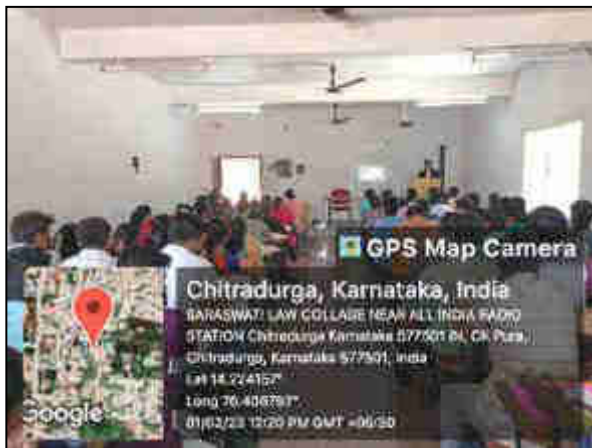 GPS Map Camera
Chitradurga, Karnataka, India
SARASWATI LAW COLLAGE NEAR ALL INDIA RADIO
STATION Chitradurga Karnataka 577501 IN, CK Pura,
Chitradurga, Karnataka 577501, India
Lat 14.224157°
Long 76.406797°
01/02/23 12:20 PM GMT +05:30
Google